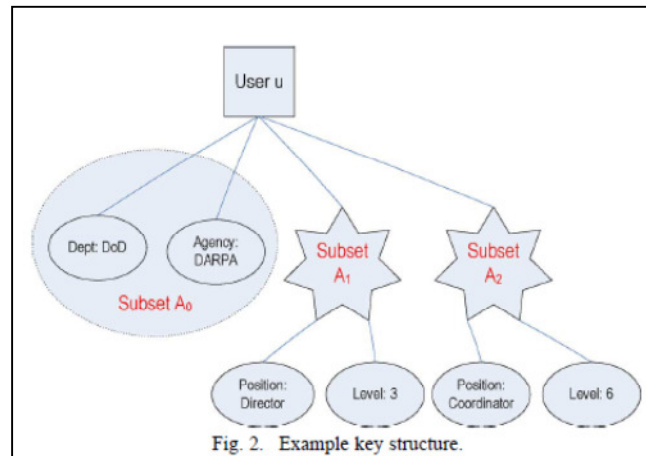 User u
Dept: DoD
Agency:
DARPA
Subset A₀
Subset
A₁
Subset
A₂
Position:
Director
Level: 3
Position:
Coordinator
Level: 6
Fig. 2. Example key structure.